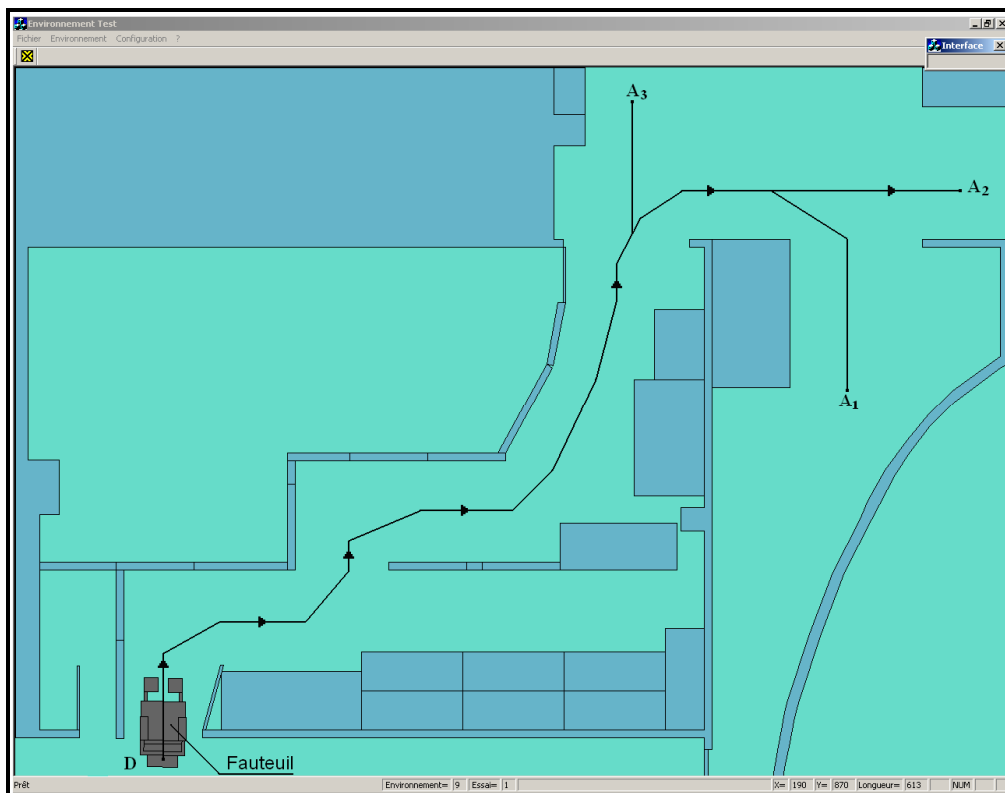 Environnement Test
Fichier Environnement Configuration ?
Interface
A3
A2
A1
D
Fauteuil
Prêt
Environnement= 9 Essai= 1
X= 190 Y= 870 Longueur= 613 NUM